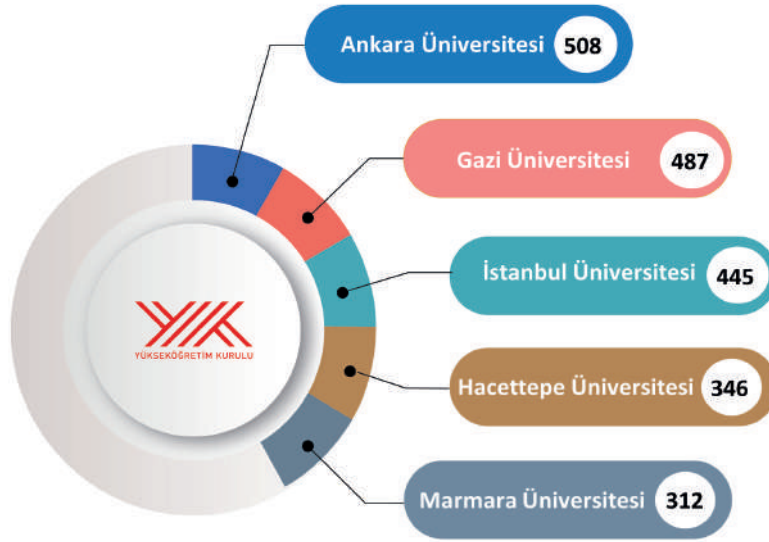 Ankara Üniversitesi 508
Gazi Üniversitesi 487
İstanbul Üniversitesi 445
YÜKSEKÖĞRETİM KURULU
Hacettepe Üniversitesi 346
Marmara Üniversitesi 312